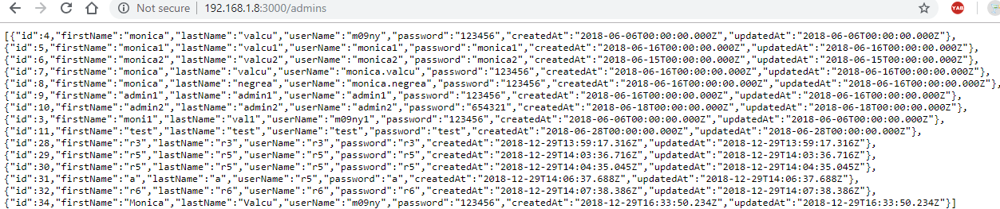 Not secure | 192.168.1.8:3000/admins
YAB
[{"id":4,"firstName":"monica","lastName":"valcu","userName":"m09ny","password":"123456","createdAt":"2018-06-06T00:00:00.000Z","updatedAt":"2018-06-06T00:00:00.000Z"},
{"id":5,"firstName":"monica1","lastName":"valcu1","userName":"monica1","password":"monica1","createdAt":"2018-06-16T00:00:00.000Z","updatedAt":"2018-06-16T00:00:00.000Z"},
{"id":6,"firstName":"monica2","lastName":"valcu2","userName":"monica2","password":"monica2","createdAt":"2018-06-15T00:00:00.000Z","updatedAt":"2018-06-15T00:00:00.000Z"},
{"id":7,"firstName":"monica","lastName":"valcu","userName":"monica.valcu","password":"123456","createdAt":"2018-06-16T00:00:00.000Z","updatedAt":"2018-06-16T00:00:00.000Z"},
{"id":8,"firstName":"monica","lastName":"negrea","userName":"monica.negrea","password":"123456","createdAt":"2018-06-16T00:00:00.000Z","updatedAt":"2018-06-16T00:00:00.000Z"},
{"id":9,"firstName":"admin1","lastName":"admin1","userName":"admin1","password":"123456","createdAt":"2018-06-16T00:00:00.000Z","updatedAt":"2018-06-16T00:00:00.000Z"},
{"id":10,"firstName":"admin2","lastName":"admin2","userName":"admin2","password":"654321","createdAt":"2018-06-18T00:00:00.000Z","updatedAt":"2018-06-18T00:00:00.000Z"},
{"id":3,"firstName":"moni1","lastName":"val1","userName":"m09ny1","password":"123456","createdAt":"2018-06-06T00:00:00.000Z","updatedAt":"2018-06-06T00:00:00.000Z"},
{"id":11,"firstName":"test","lastName":"test","userName":"test","password":"test","createdAt":"2018-06-28T00:00:00.000Z","updatedAt":"2018-06-28T00:00:00.000Z"},
{"id":28,"firstName":"r3","lastName":"r3","userName":"r3","password":"r3","createdAt":"2018-12-29T13:59:17.316Z","updatedAt":"2018-12-29T13:59:17.316Z"},
{"id":29,"firstName":"r5","lastName":"r5","userName":"r5","password":"r5","createdAt":"2018-12-29T14:03:36.716Z","updatedAt":"2018-12-29T14:03:36.716Z"},
{"id":30,"firstName":"r5","lastName":"r5","userName":"r5","password":"r5","createdAt":"2018-12-29T14:04:35.045Z","updatedAt":"2018-12-29T14:04:35.045Z"},
{"id":31,"firstName":"a","lastName":"a","userName":"r5","password":"a","createdAt":"2018-12-29T14:06:37.688Z","updatedAt":"2018-12-29T14:06:37.688Z"},
{"id":32,"firstName":"r6","lastName":"r6","userName":"r6","password":"r6","createdAt":"2018-12-29T14:07:38.386Z","updatedAt":"2018-12-29T14:07:38.386Z"},
{"id":34,"firstName":"Monica","lastName":"Valcu","userName":"m09ny","password":"123456","createdAt":"2018-12-29T16:33:50.234Z","updatedAt":"2018-12-29T16:33:50.234Z"}]